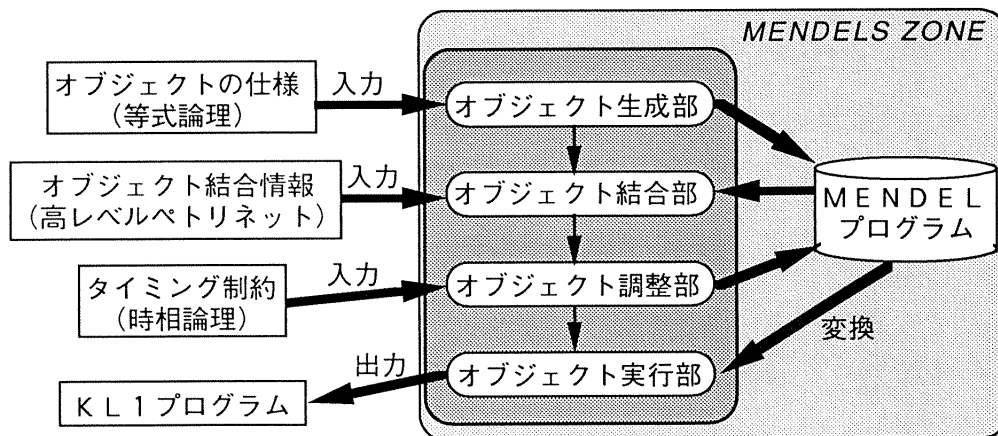 MENDELS ZONE
オブジェクトの仕様
(等式論理)
入力
オブジェクト生成部
オブジェクト結合情報
(高レベルペトリネット)
入力
オブジェクト結合部
MENDEL
プログラム
タイミング制約
(時相論理)
入力
オブジェクト調整部
変換
出力
オブジェクト実行部
KL1プログラム